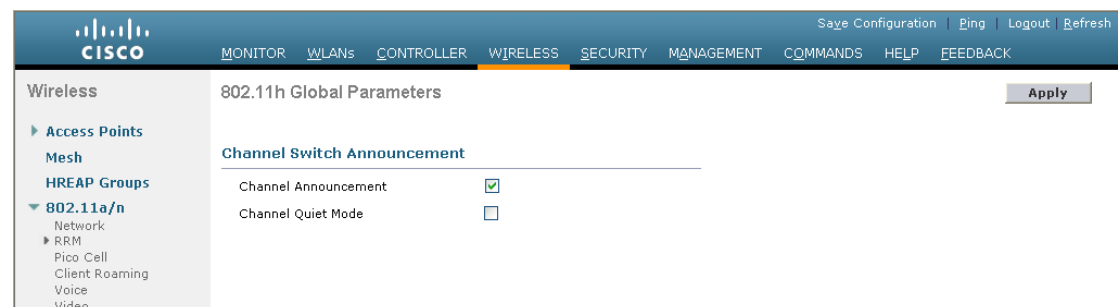 Save Configuration | Ping | Logout | Refresh
CISCO
MONITOR WLANs CONTROLLER WIRELESS SECURITY MANAGEMENT COMMANDS HELP FEEDBACK
Wireless
802.11h Global Parameters
Apply
Access Points
Mesh
HREAP Groups
802.11a/n
Network
RRM
Pico Cell
Client Roaming
Voice
Video
Channel Switch Announcement
Channel Announcement
Channel Quiet Mode